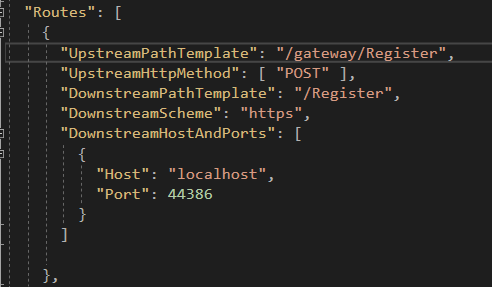 "Routes": [
{
"UpstreamPathTemplate": "/gateway/Register",
"UpstreamHttpMethod": [ "POST" ],
"DownstreamPathTemplate": "/Register",
"DownstreamScheme": "https",
"DownstreamHostAndPorts": [
{
"Host": "localhost",
"Port": 44386
}
]
},